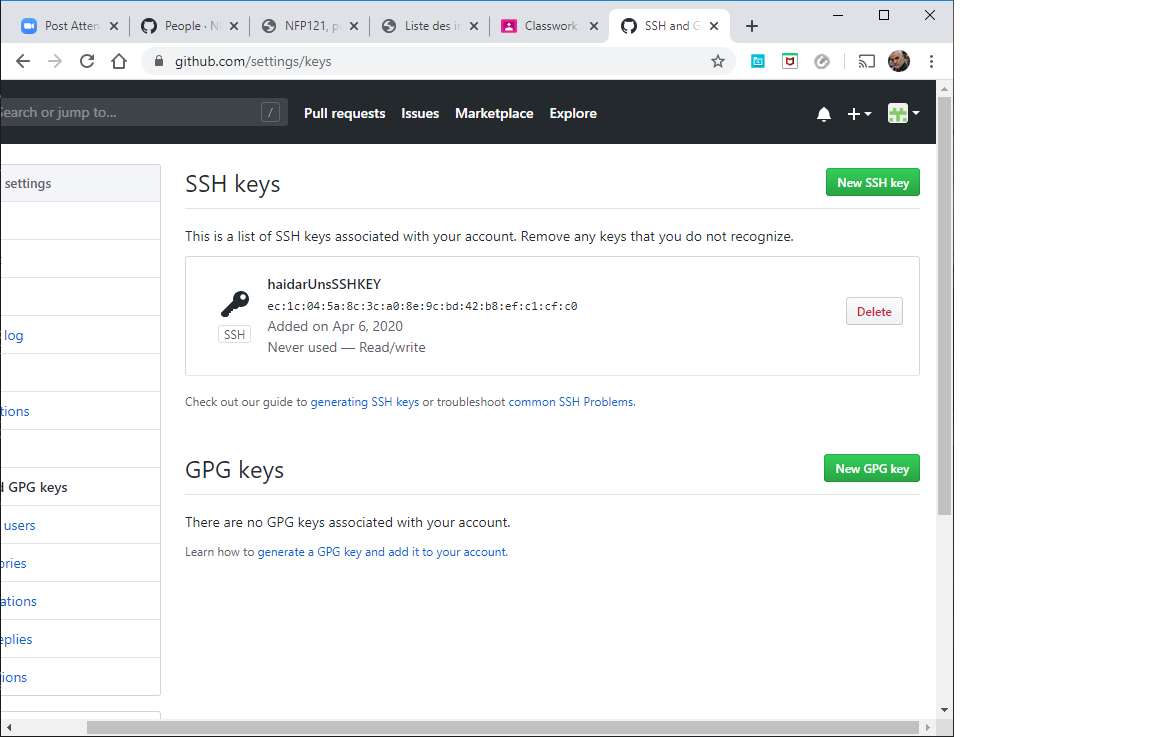 Post Atten
People · N
NFP121, p
Liste des i
Classwork
SSH and G
github.com/settings/keys
Search or jump to...
/
Pull requests
Issues
Marketplace
Explore
settings
log
tions
d GPG keys
users
ories
ations
eplies
ions
SSH keys
New SSH key
This is a list of SSH keys associated with your account. Remove any keys that you do not recognize.
haidarUnsSSHKEY
ec:1c:04:5a:8c:3c:a0:8e:9c:bd:42:b8:ef:c1:cf:c0
SSH
Added on Apr 6, 2020
Never used — Read/write
Delete
Check out our guide to generating SSH keys or troubleshoot common SSH Problems.
GPG keys
New GPG key
There are no GPG keys associated with your account.
Learn how to generate a GPG key and add it to your account.